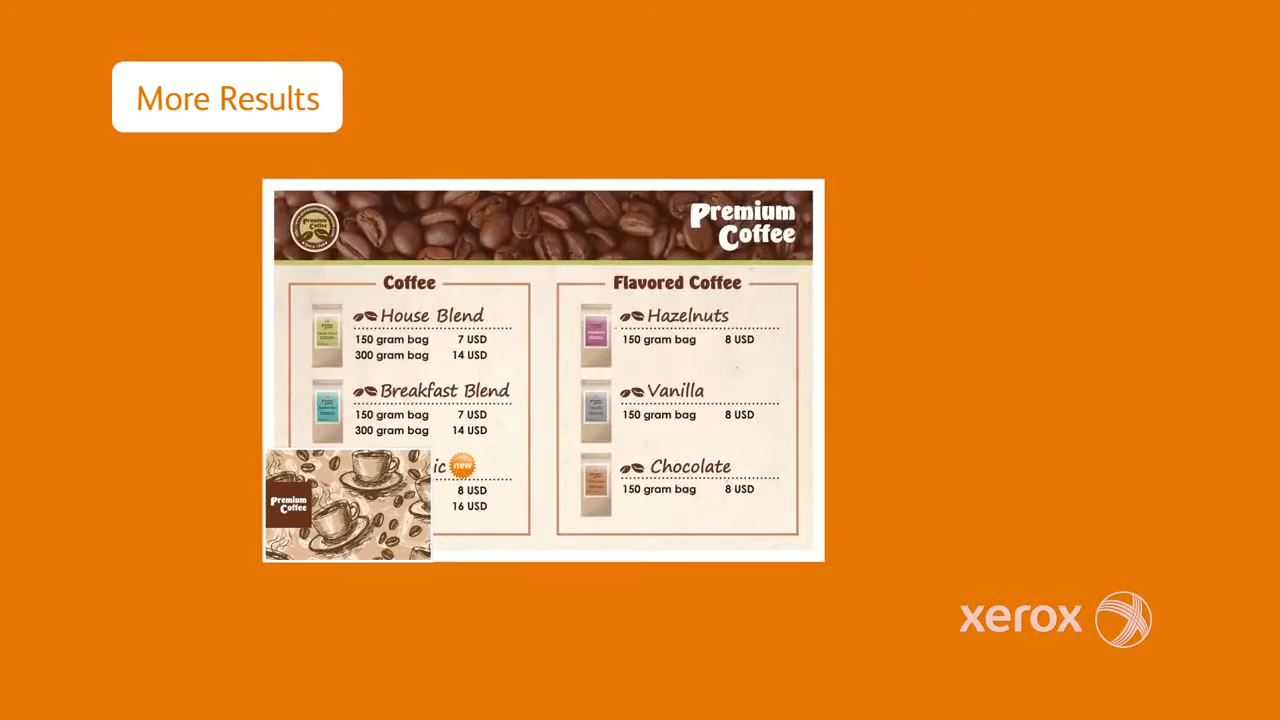 More Results
Premium
Coffee
Premium
Coffee
Coffee
House Blend
150 gram bag 7 USD
300 gram bag 14 USD
Breakfast Blend
150 gram bag 7 USD
300 gram bag 14 USD
ic new
8 USD
16 USD
Flavored Coffee
Hazelnuts
150 gram bag 8 USD
Vanilla
150 gram bag 8 USD
Chocolate
150 gram bag 8 USD
Premium
Coffee
xerox